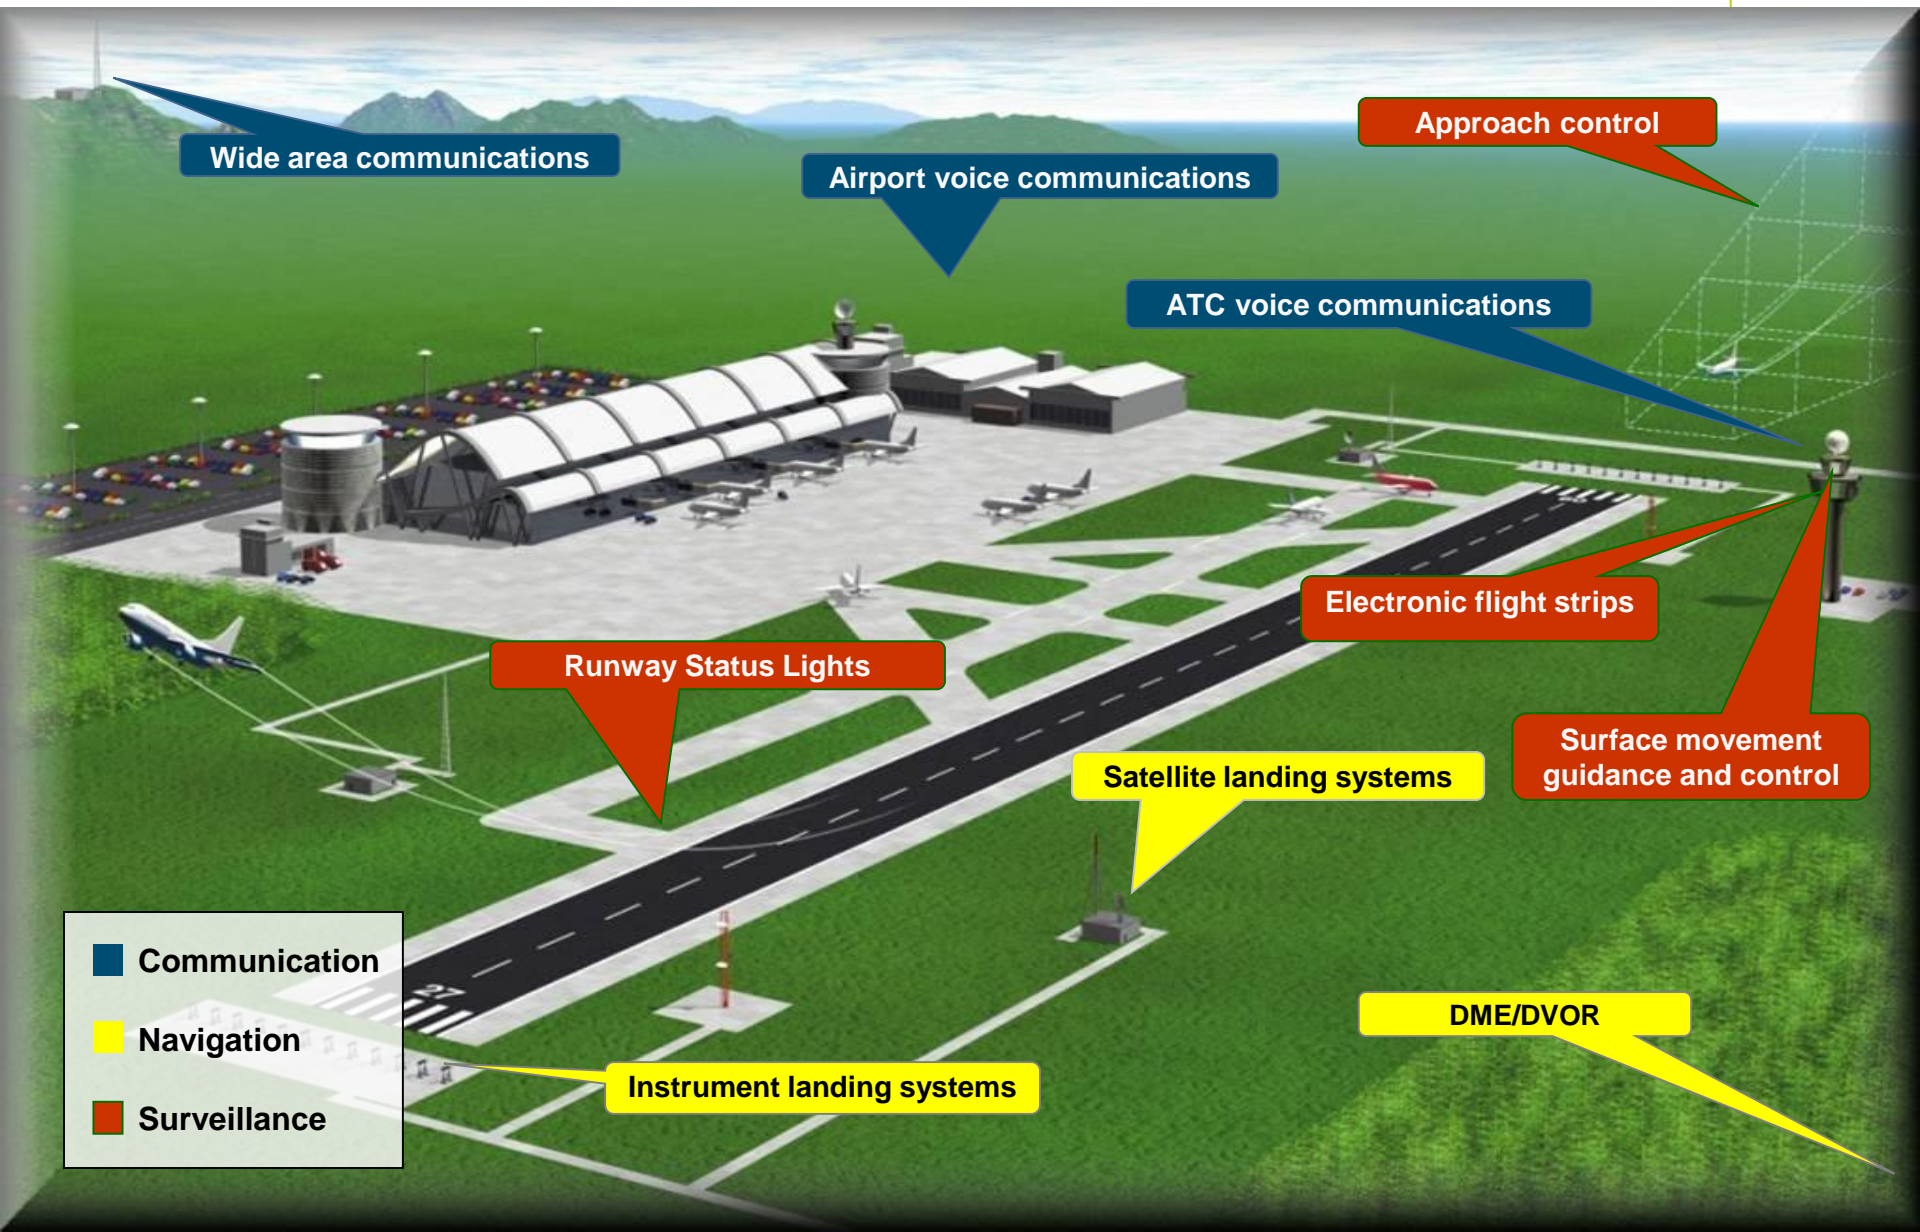 Approach control
Wide area communications
Airport voice communications
ATC voice communications
Electronic flight strips
Runway Status Lights
Surface movement
guidance and control
Satellite landing systems
Communication
27
DME/DVOR
Navigation
Instrument landing systems
Surveillance